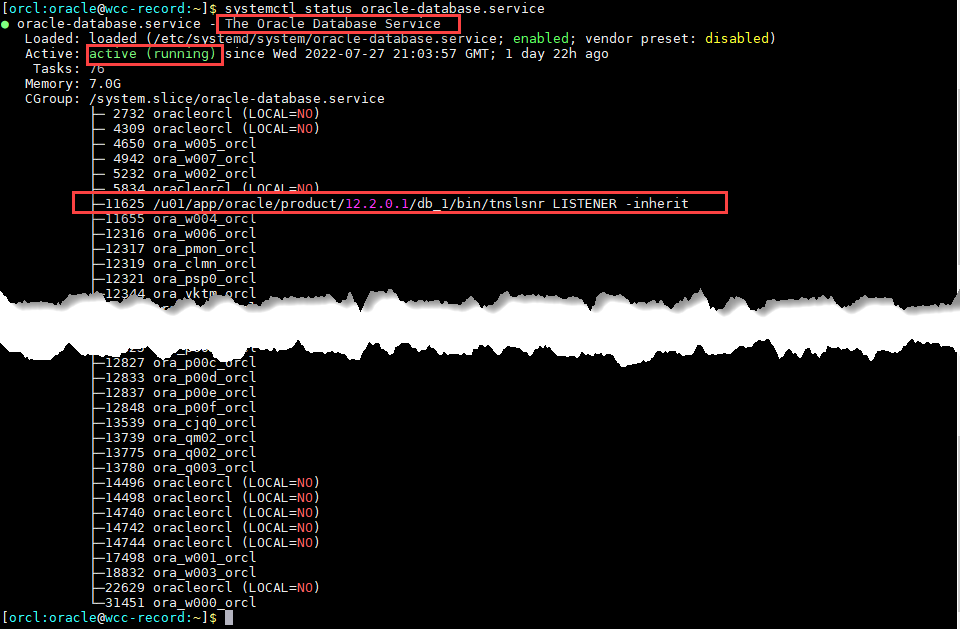 [orcl:oracle@wcc-record:~]$ systemctl status oracle-database.service
● oracle-database.service - The Oracle Database Service
Loaded: loaded (/etc/systemd/system/oracle-database.service; enabled; vendor preset: disabled)
Active: active (running) since Wed 2022-07-27 21:03:57 GMT; 1 day 22h ago
Tasks: 76
Memory: 7.0G
CGroup: /system.slice/oracle-database.service
├─ 2732 oracleorcl (LOCAL=NO)
├─ 4309 oracleorcl (LOCAL=NO)
├─ 4650 ora_w005_orcl
├─ 4942 ora_w007_orcl
├─ 5232 ora_w002_orcl
├─ 5834 oracleorcl (LOCAL=NO)
├─11625 /u01/app/oracle/product/12.2.0.1/db_1/bin/tnslsnr LISTENER -inherit
├─11655 ora_w004_orcl
├─12316 ora_w006_orcl
├─12317 ora_pmon_orcl
├─12319 ora_clmn_orcl
├─12321 ora_psp0_orcl
├─12344 ora_vktm_orcl
├─12827 ora_p00c_orcl
├─12833 ora_p00d_orcl
├─12837 ora_p00e_orcl
├─12848 ora_p00f_orcl
├─13539 ora_cjq0_orcl
├─13739 ora_qm02_orcl
├─13775 ora_q002_orcl
├─13780 ora_q003_orcl
├─14496 oracleorcl (LOCAL=NO)
├─14498 oracleorcl (LOCAL=NO)
├─14740 oracleorcl (LOCAL=NO)
├─14742 oracleorcl (LOCAL=NO)
├─14744 oracleorcl (LOCAL=NO)
├─17498 ora_w001_orcl
├─18832 ora_w003_orcl
├─22629 oracleorcl (LOCAL=NO)
└─31451 ora_w000_orcl
[orcl:oracle@wcc-record:~]$